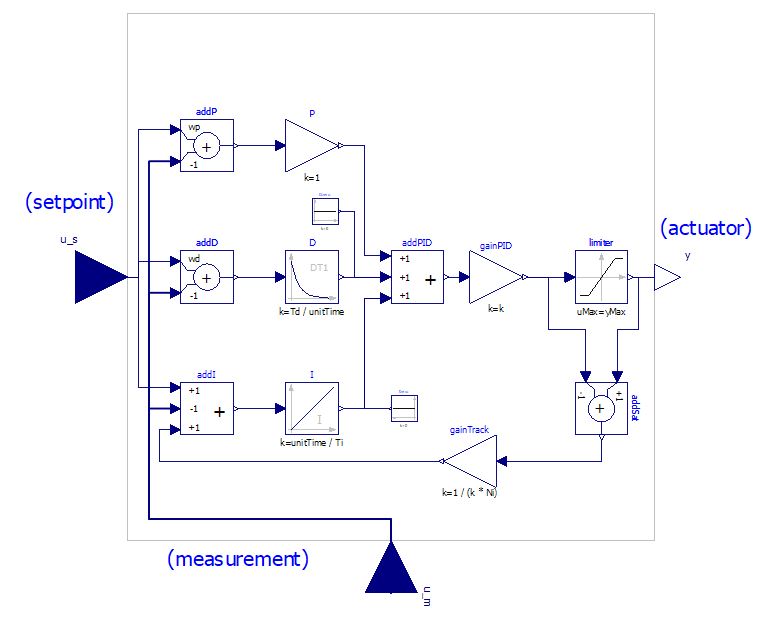 addP
p
wp
-1
k=1
(setpoint)
(actuator)
u_s
y
addD
D
addPID
gainPID
limiter
wd
-1
DT1
+1
+1
+1
k=Td / unitTime
k=k
uMax=yMax
addI
I
+1
-1
+1
I
-1
+1
addSat
k=unitTime / Ti
gainTrack
k=1 / (k * Ni)
(measurement)
u_m